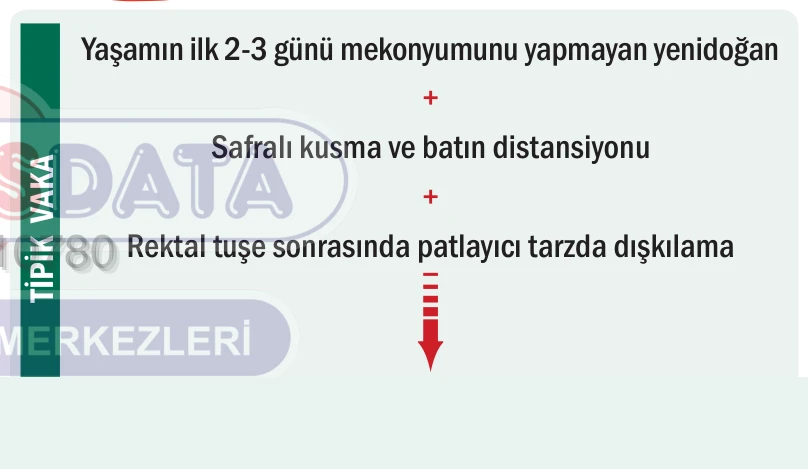 Yaşamın ilk 2-3 günü mekonyumunu yapmayan yenidoğan
+
Safralı kusma ve batın distansiyonu
+
Rektal tuşe sonrasında patlayıcı tarzda dışkılama
TİPİK VAKA
DATA
MERKEZLERİ